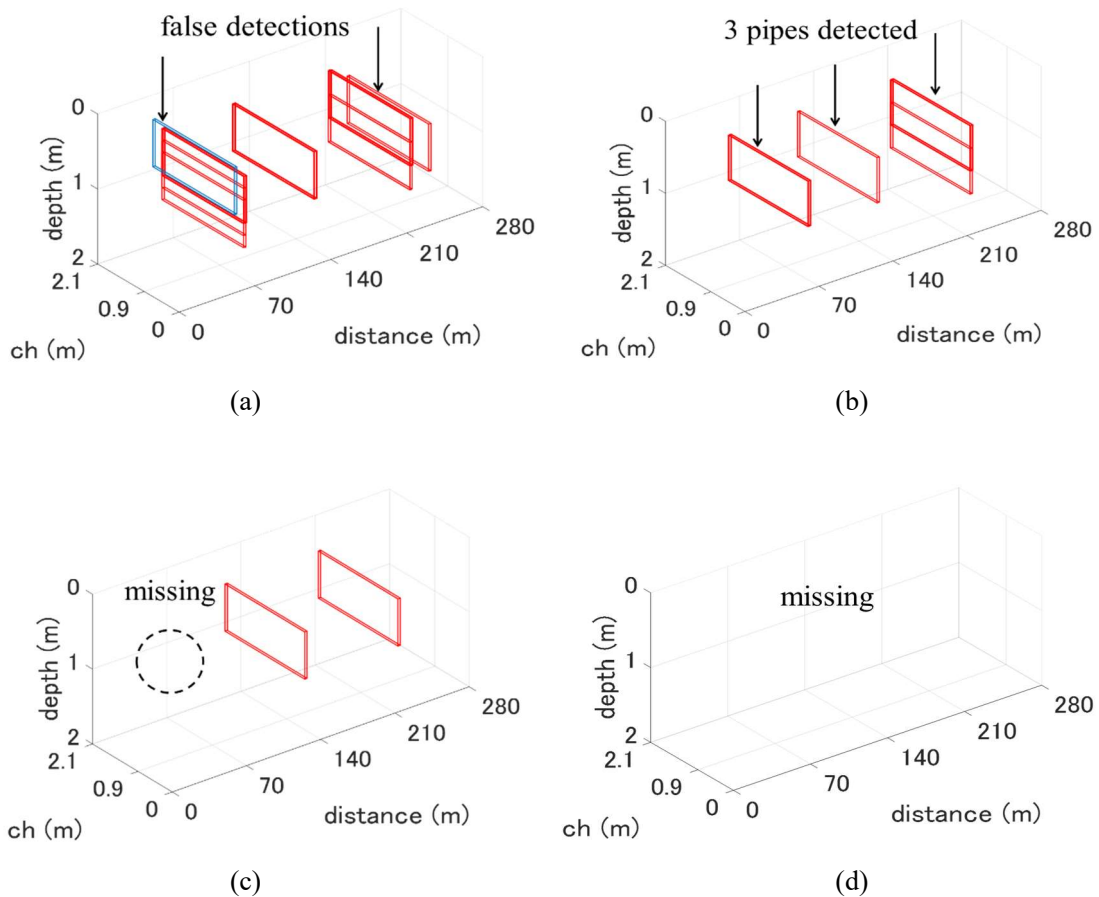 false detections
0
1
2
2.1
0.9
0
0
70
140
210
280
depth (m)
ch (m)
distance (m)
(a)
3 pipes detected
0
1
2
2.1
0.9
0
0
70
140
210
280
depth (m)
ch (m)
distance (m)
(b)
missing
0
1
2
2.1
0.9
0
0
70
140
210
280
depth (m)
ch (m)
distance (m)
(c)
missing
0
1
2
2.1
0.9
0
0
70
140
210
280
depth (m)
ch (m)
distance (m)
(d)